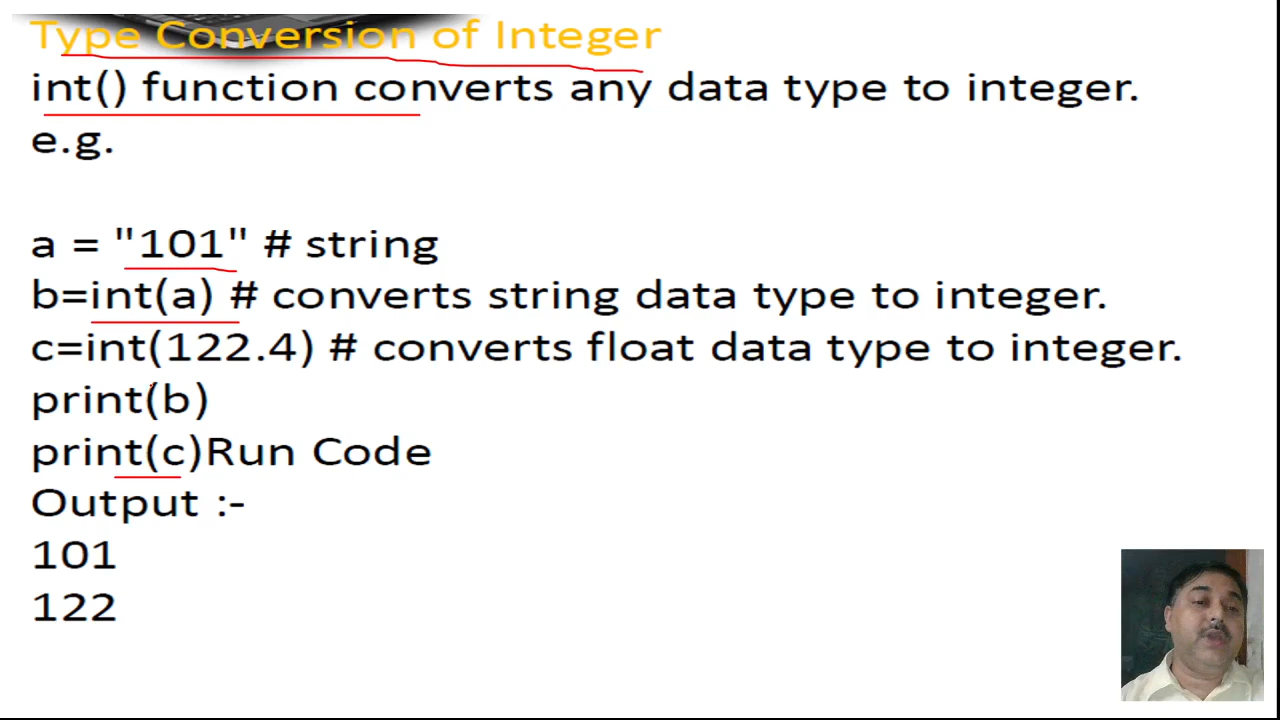 Type Conversion of Integer
int() function converts any data type to integer.
e.g.
a = "101" # string
b=int(a) # converts string data type to integer.
c=int(122.4) # converts float data type to integer.
print(b)
print(c)Run Code
Output :-
101
122